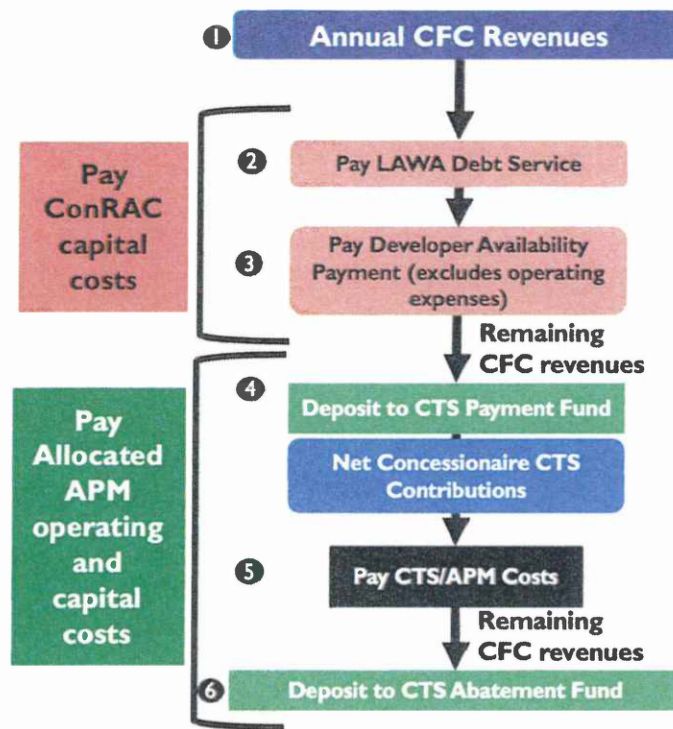 1 Annual CFC Revenues
Pay
ConRAC
capital
costs
2 Pay LAWA Debt Service
3 Pay Developer Availability
Payment (excludes operating
expenses)
Remaining
CFC revenues
Pay
Allocated
APM
operating
and
capital
costs
4 Deposit to CTS Payment Fund
Net Concessionaire CTS
Contributions
5 Pay CTS/APM Costs
Remaining
CFC revenues
6 Deposit to CTS Abatement Fund